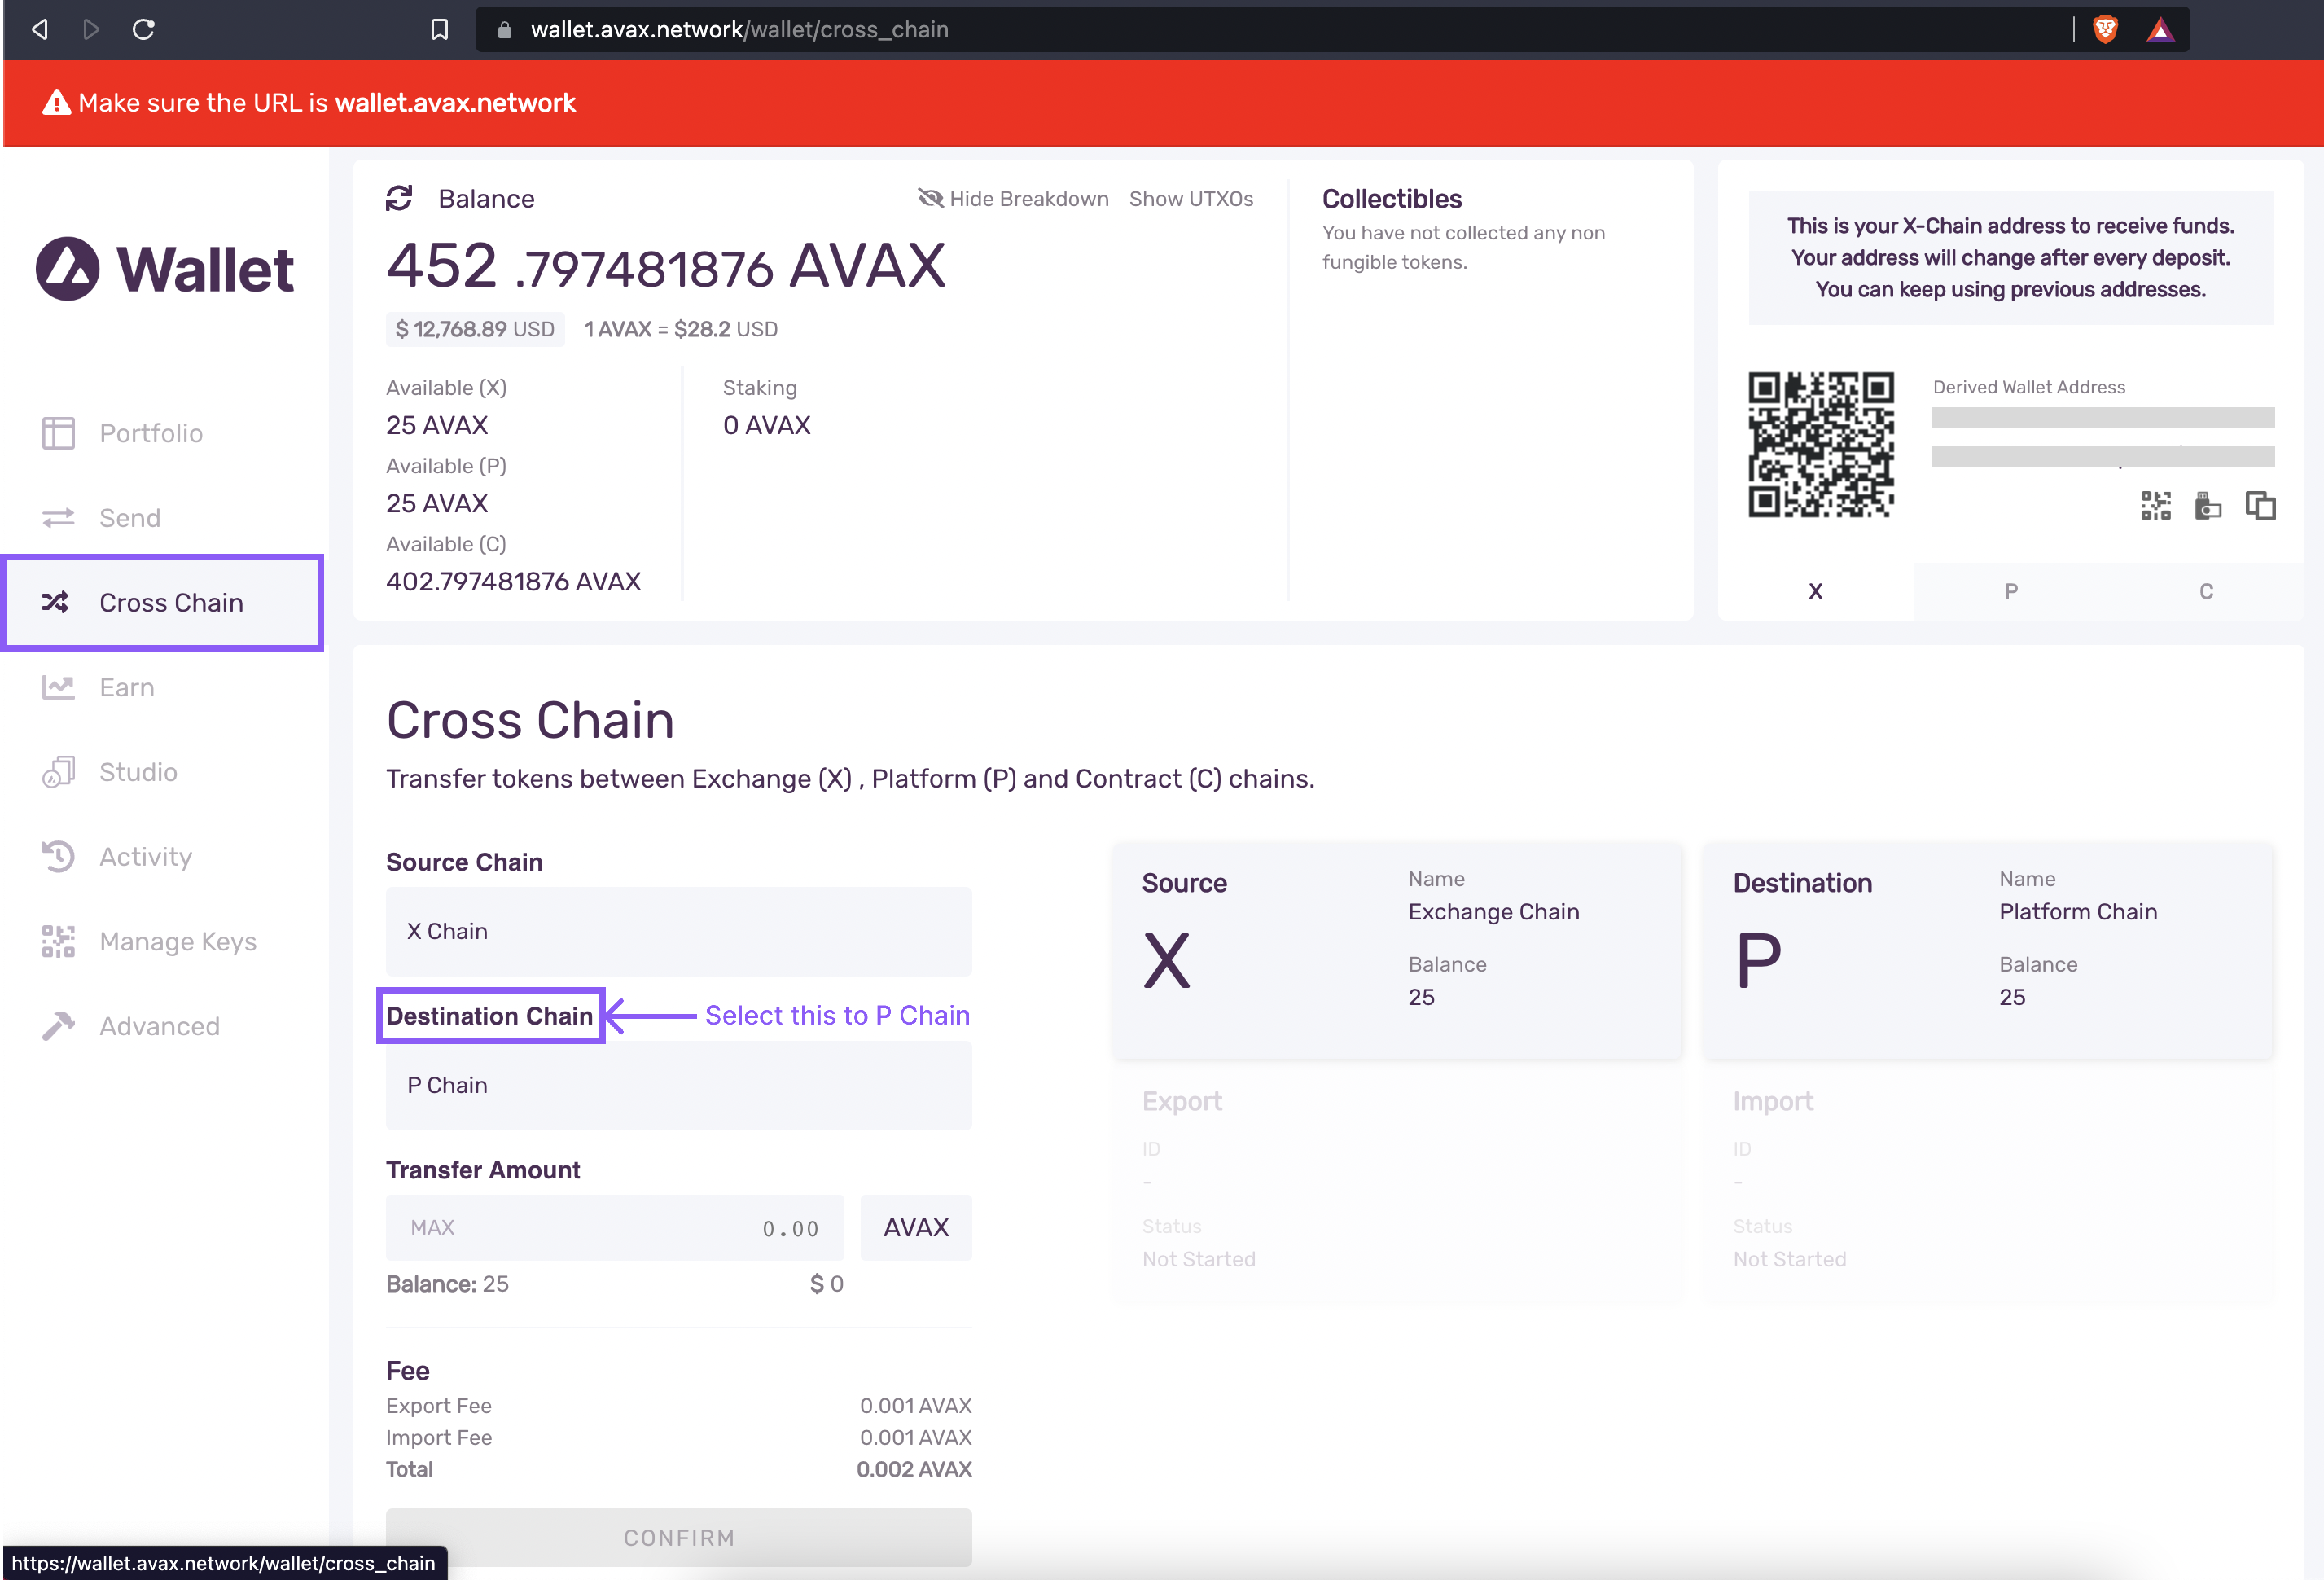 wallet.avax.network/wallet/cross_chain
Make sure the URL is wallet.avax.network
Wallet
Portfolio
Send
Cross Chain
Earn
Studio
Activity
Manage Keys
Advanced
Balance
Hide Breakdown Show UTXOs
452 .797481876 AVAX
$ 12,768.89 USD 1 AVAX = $28.2 USD
Available (X)
25 AVAX
Available (P)
25 AVAX
Available (C)
402.797481876 AVAX
Staking
0 AVAX
Collectibles
You have not collected any non
fungible tokens.
This is your X-Chain address to receive funds.
Your address will change after every deposit.
You can keep using previous addresses.
Derived Wallet Address
X P C
Cross Chain
Transfer tokens between Exchange (X) , Platform (P) and Contract (C) chains.
Source Chain
X Chain
Destination Chain
Select this to P Chain
P Chain
Transfer Amount
MAX 0.00 AVAX
Balance: 25 $ 0
Fee
Export Fee 0.001 AVAX
Import Fee 0.001 AVAX
Total 0.002 AVAX
CONFIRM
Source
X
Name
Exchange Chain
Balance
25
Export
ID
-
Status
Not Started
Destination
P
Name
Platform Chain
Balance
25
Import
ID
-
Status
Not Started
https://wallet.avax.network/wallet/cross_chain